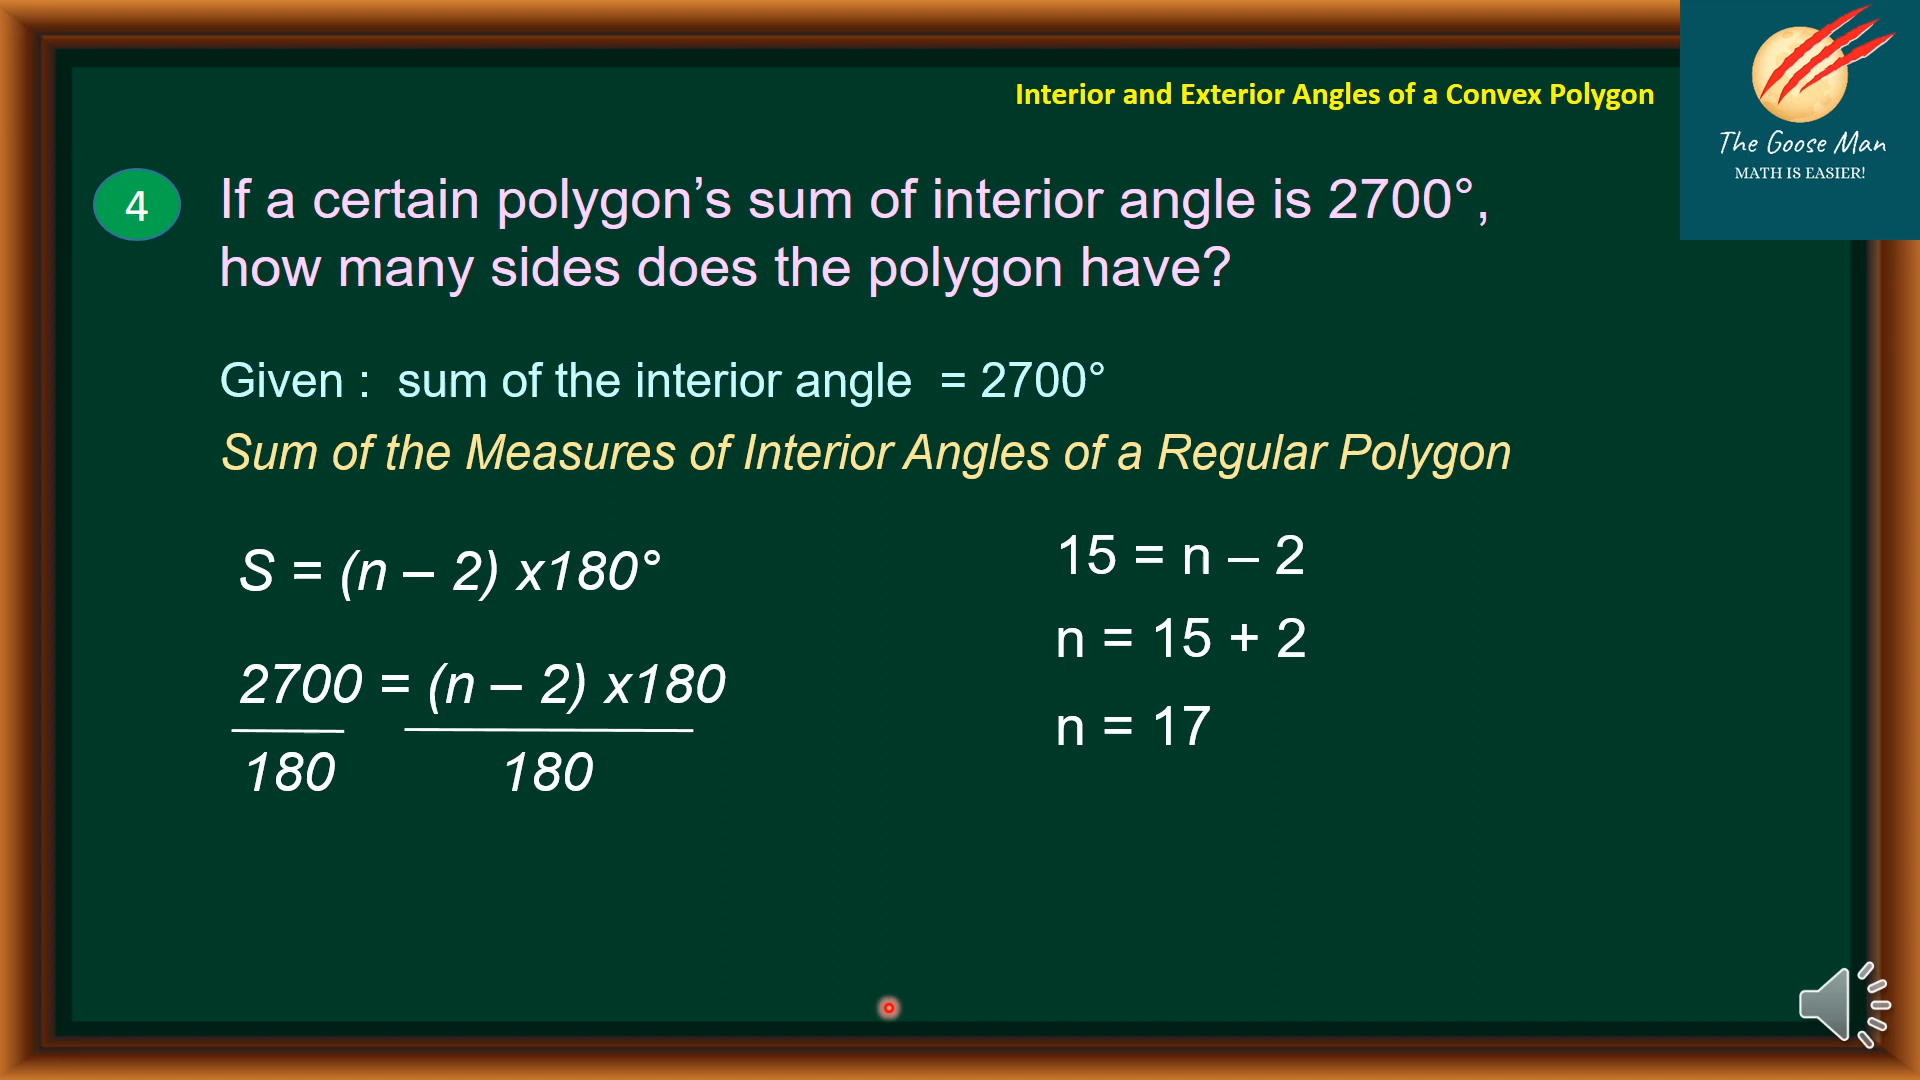 Interior and Exterior Angles of a Convex Polygon
The Goose Man
MATH IS EASIER!
4
If a certain polygon’s sum of interior angle is 2700°,
how many sides does the polygon have?
Given :  sum of the interior angle  = 2700°
Sum of the Measures of Interior Angles of a Regular Polygon
S = (n – 2) x180°
2700 = (n – 2) x180
180 180
15 = n – 2
n = 15 + 2
n = 17